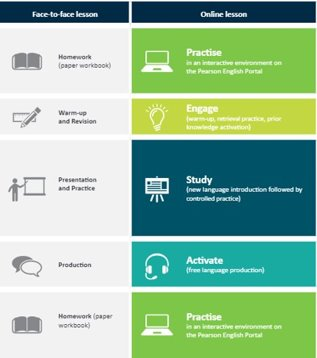 Face-to-face lesson
Online lesson
Homework
(paper workbook)
Practise
in an interactive environment on
the Pearson English Portal
Warm-up
and Revision
Engage
(warm-up, retrieval practice, prior
knowledge activation)
Presentation
and Practice
Study
(new language introduction followed by
controlled practice)
Production
Activate
(free language production)
Homework (paper
workbook)
Practise
in an interactive environment on
the Pearson English Portal